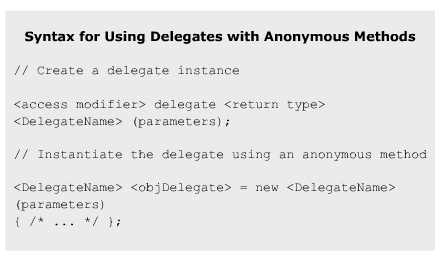 Syntax for Using Delegates with Anonymous Methods
// Create a delegate instance
<access modifier> delegate <return type>
<DelegateName> (parameters);
// Instantiate the delegate using an anonymous method
<DelegateName> <objDelegate> = new <DelegateName>
(parameters)
{ /* ... */ };